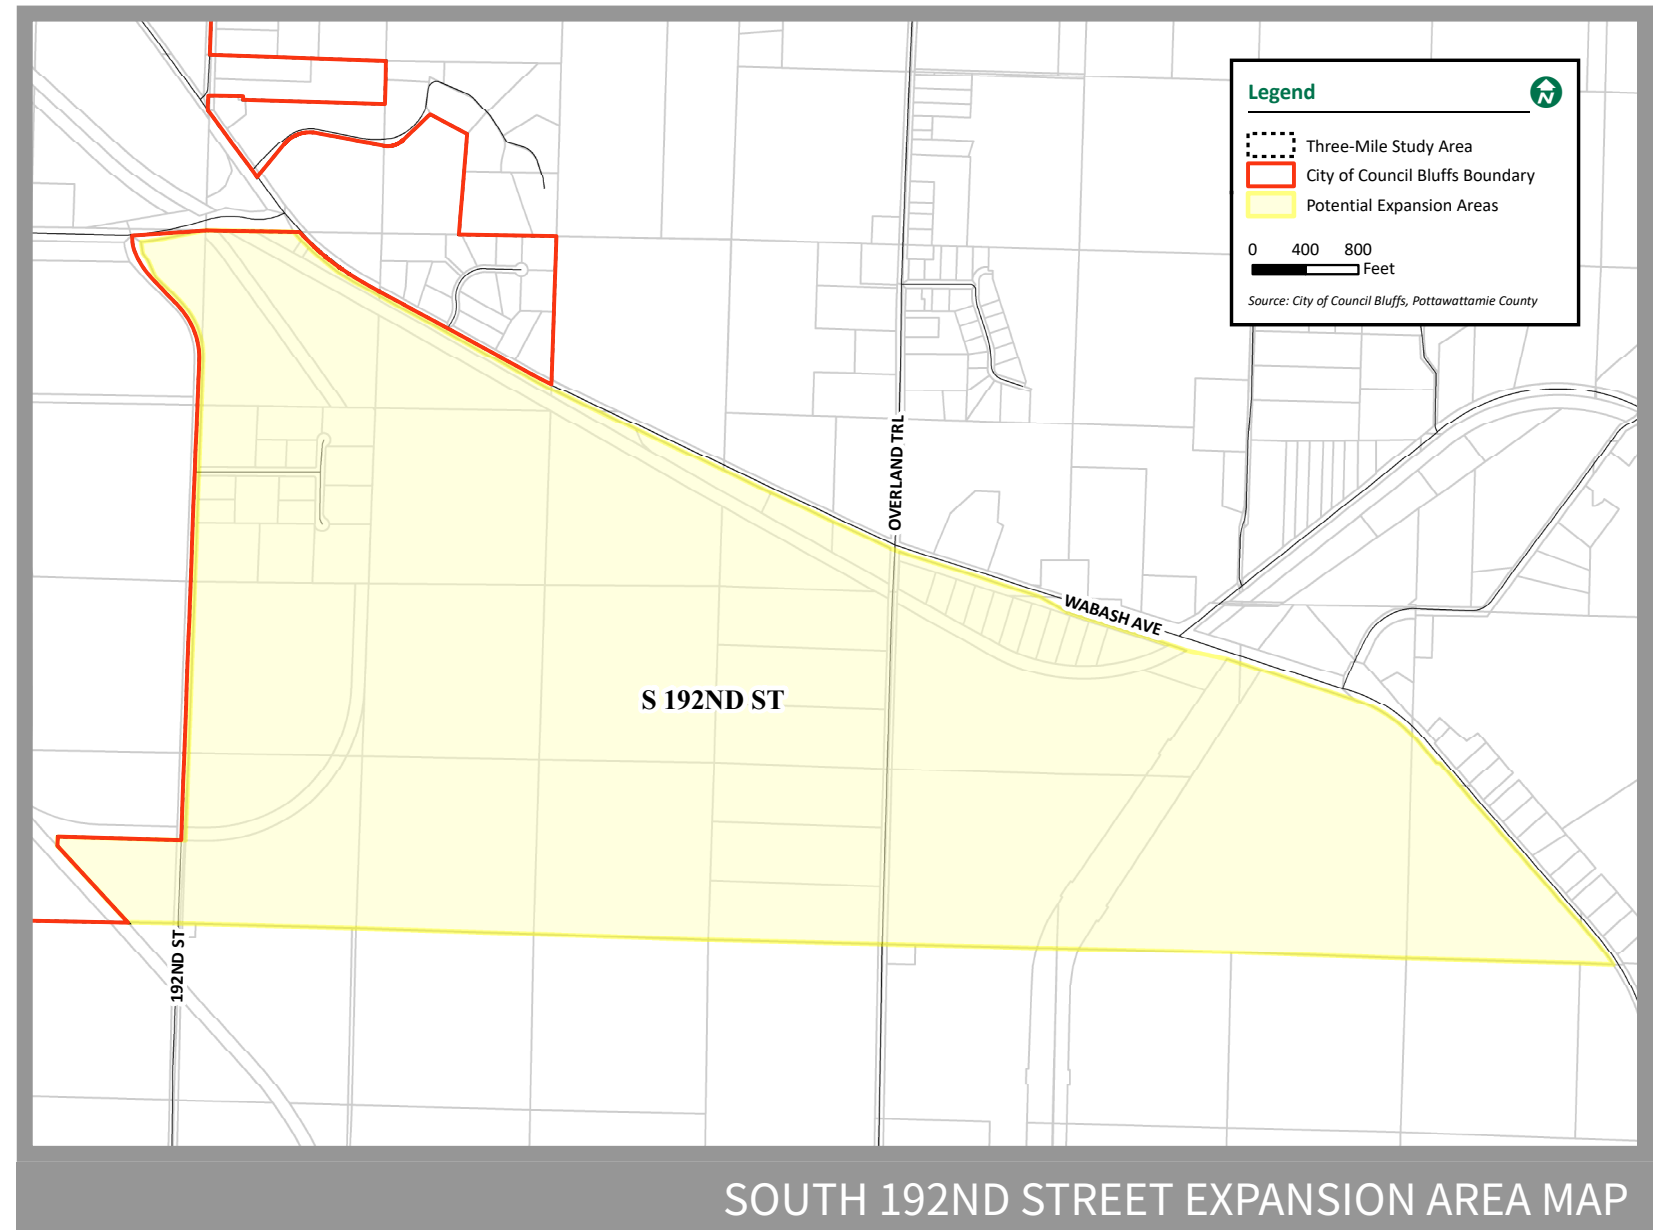 Legend
N
Three-Mile Study Area
City of Council Bluffs Boundary
Potential Expansion Areas
0 400 800
Feet
Source: City of Council Bluffs, Pottawattamie County
OVERLAND TRL
WABASH AVE
S 192ND ST
192ND ST
SOUTH 192ND STREET EXPANSION AREA MAP